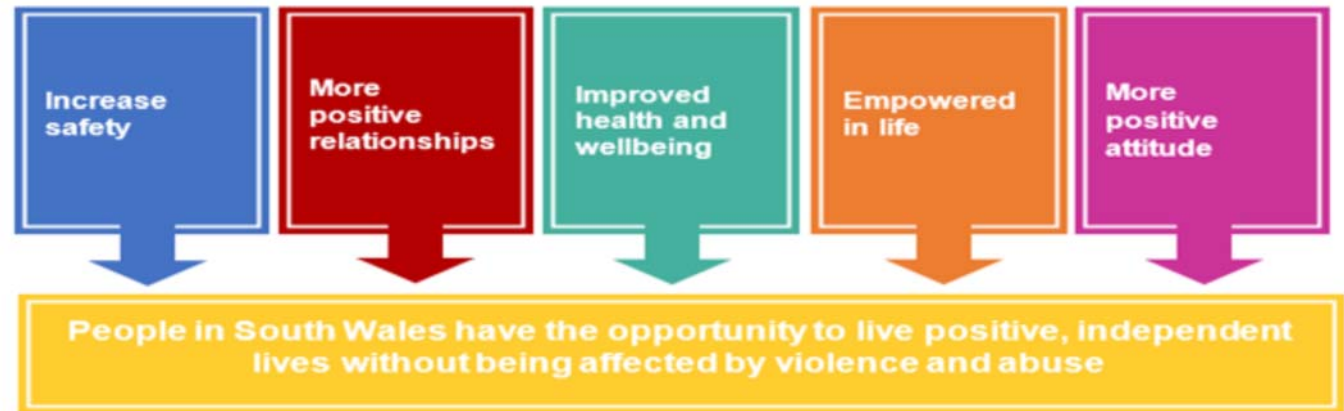 Increase
safety
More
positive
relationships
Improved
health and
wellbeing
Empowered
in life
More
positive
attitude
People in South Wales have the opportunity to live positive, independent
lives without being affected by violence and abuse